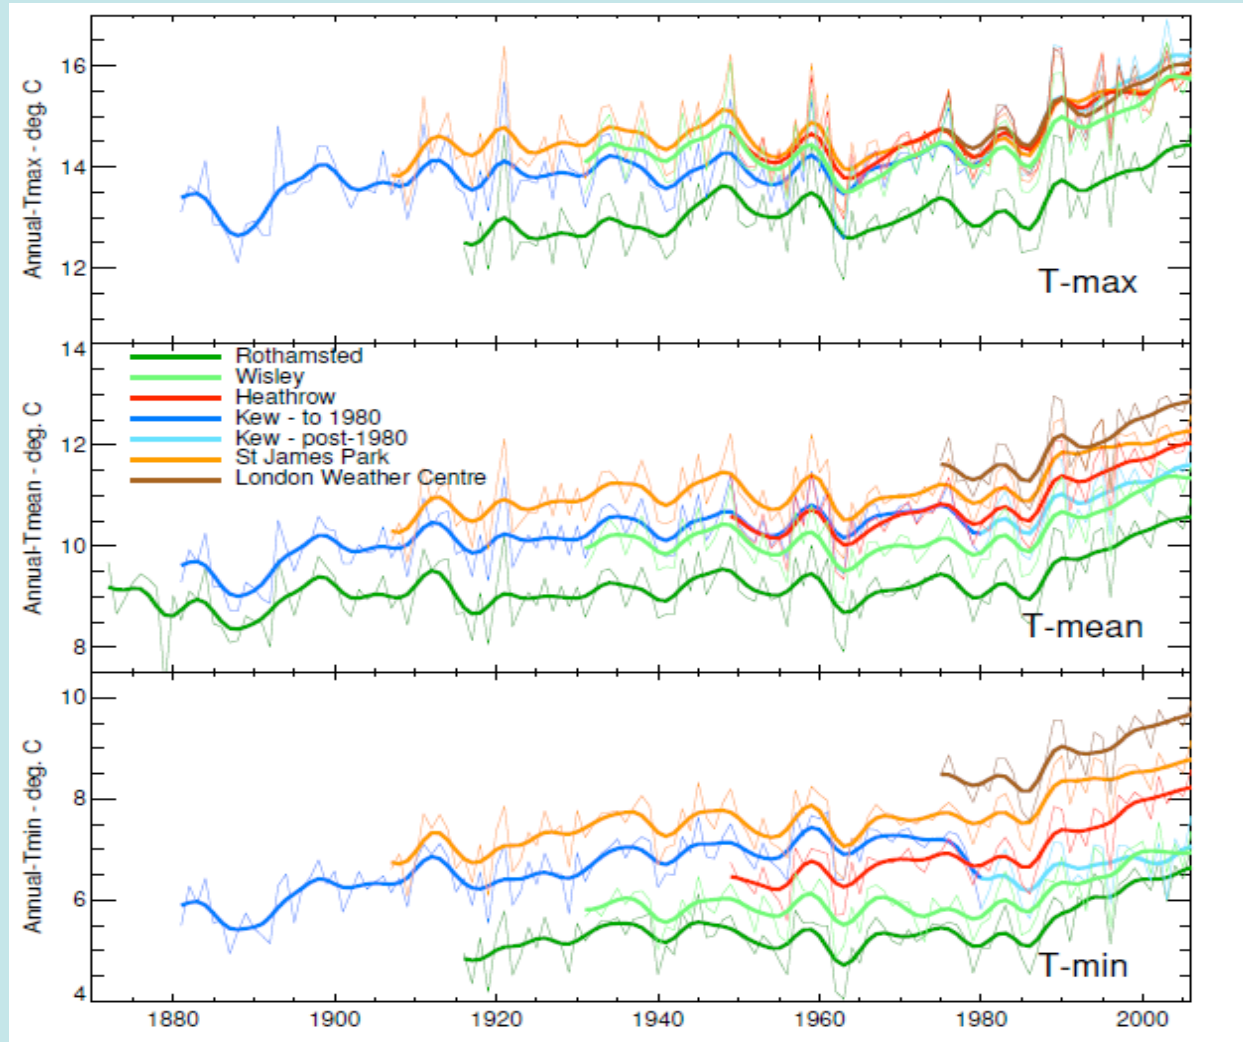 Annual-Tmax - deg. C
16
14
12
T-max
Annual-Tmean - deg. C
14
12
10
8
Rothamsted
Wisley
Heathrow
Kew - to 1980
Kew - post-1980
St James Park
London Weather Centre
T-mean
Annual-Tmin - deg. C
10
8
6
4
T-min
1880 1900 1920 1940 1960 1980 2000